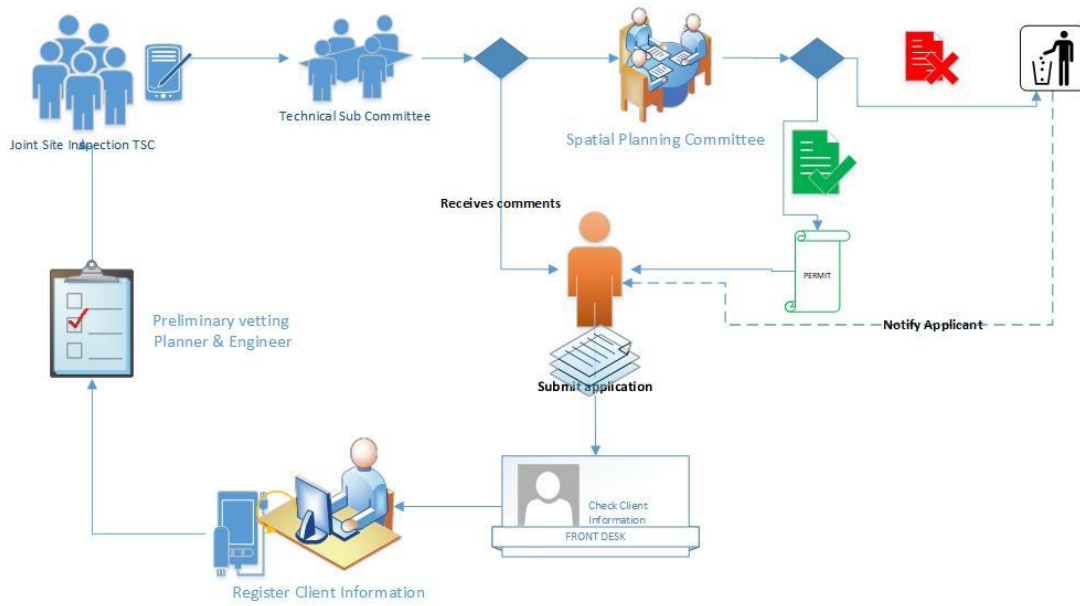 Technical Sub Committee
Joint Site Inspection TSC
Spatial Planning Committee
Receives comments
PERMIT
Preliminary vetting
Planner & Engineer
Notify Applicant
Submit application
Check Client
Information
FRONT DESK
Register Client Information